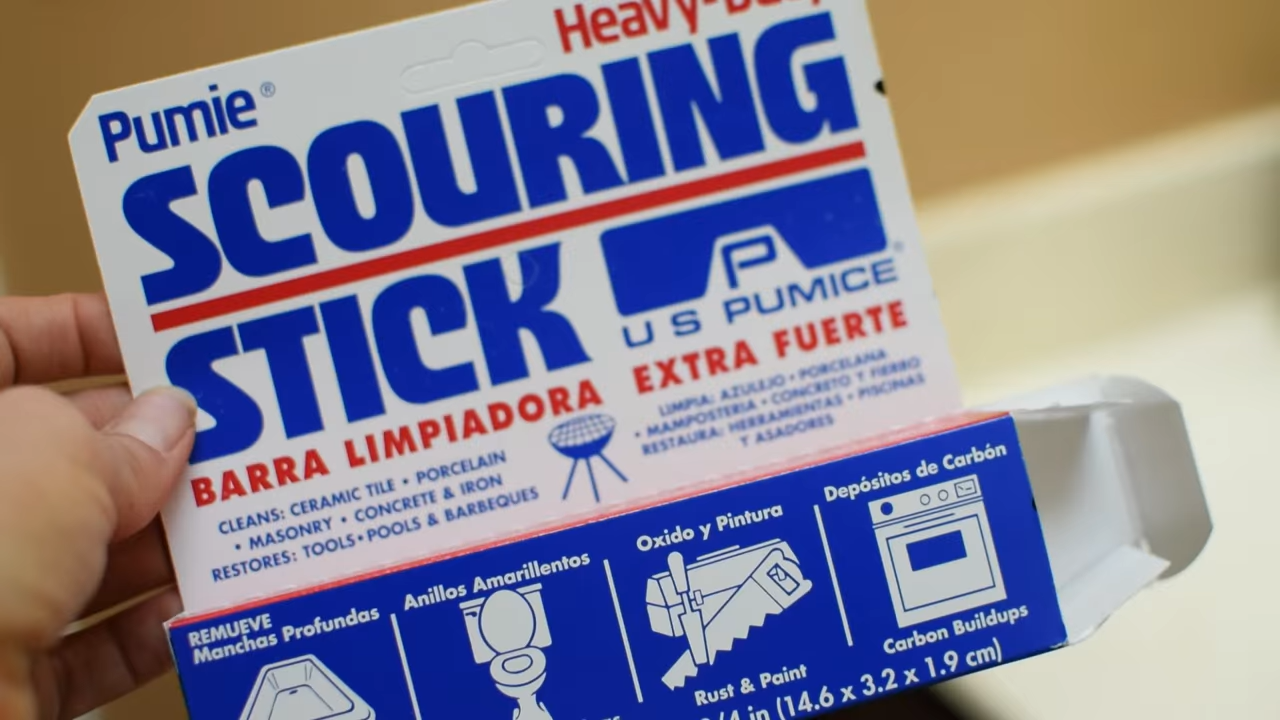 Heavy-Duty
Pumie®
SCOURING
STICK
P
U S PUMICE®
BARRA LIMPIADORA EXTRA FUERTE
CLEANS: CERAMIC TILE • PORCELAIN
• MASONRY • CONCRETE & IRON
RESTORES: TOOLS • POOLS & BARBEQUES
LIMPIA: AZULEJO • PORCELANA
• MAMPOSTERIA • CONCRETO Y FIERRO
RESTAURA: HERRAMIENTAS • PISCINAS
Y ASADORES
REMUEVE
Manchas Profundas
Anillos Amarillentos
Oxido y Pintura
Rust & Paint
Depósitos de Carbón
Carbon Buildups
3/4 in (14.6 x 3.2 x 1.9 cm)